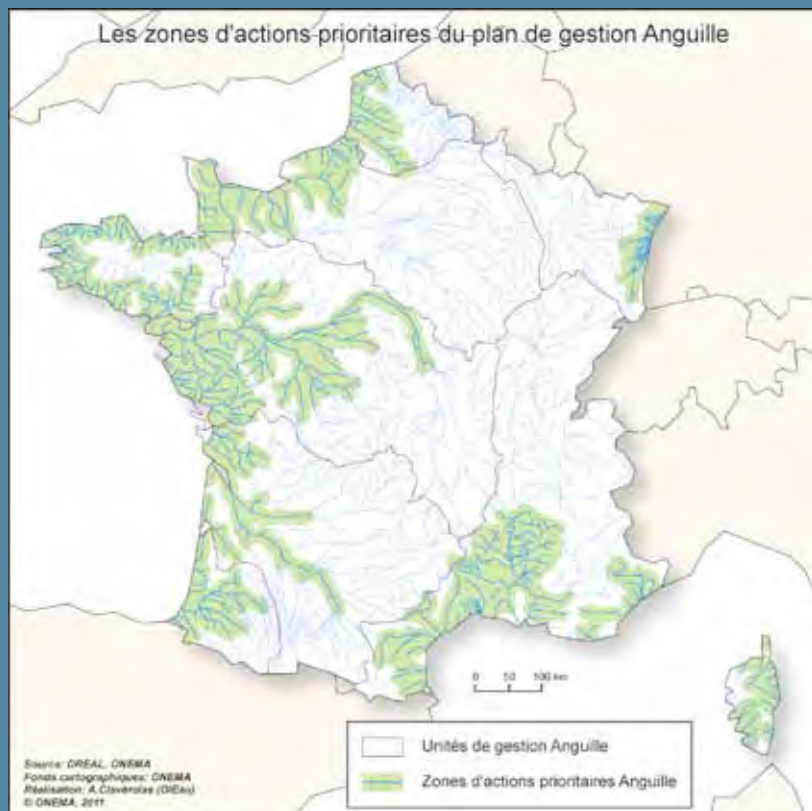 Les zones d'actions prioritaires du plan de gestion Anguille
0 50 100 km
Unités de gestion Anguille
Zones d'actions prioritaires Anguille
Source: DREAL, ONEMA
Fonds cartographiques: ONEMA
Réalisation: A.Clavérolas (OIEau)
© ONEMA, 2011